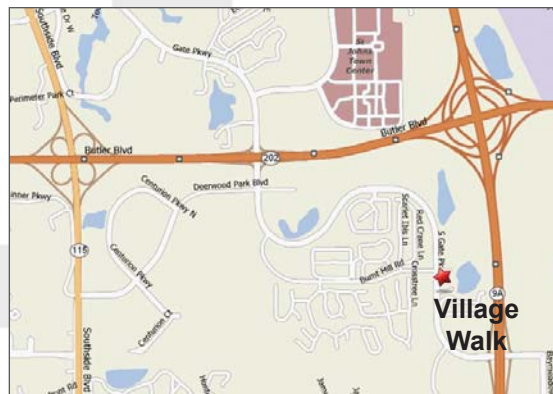 Southside Blvd
Gate Pkwy
St
Johns
Town
Center
Perimeter Park Ct
Butler Blvd
Butler Blvd
202
Deerwood Park Blvd
Centurion Pkwy N
Scarlet Ibis Ln
Red Crane Ln
115
Centurion Pkwy
Burnt Mill Rd
Crosstree Ln
9A
Village
Walk
Centurion Ct
Southside Blvd